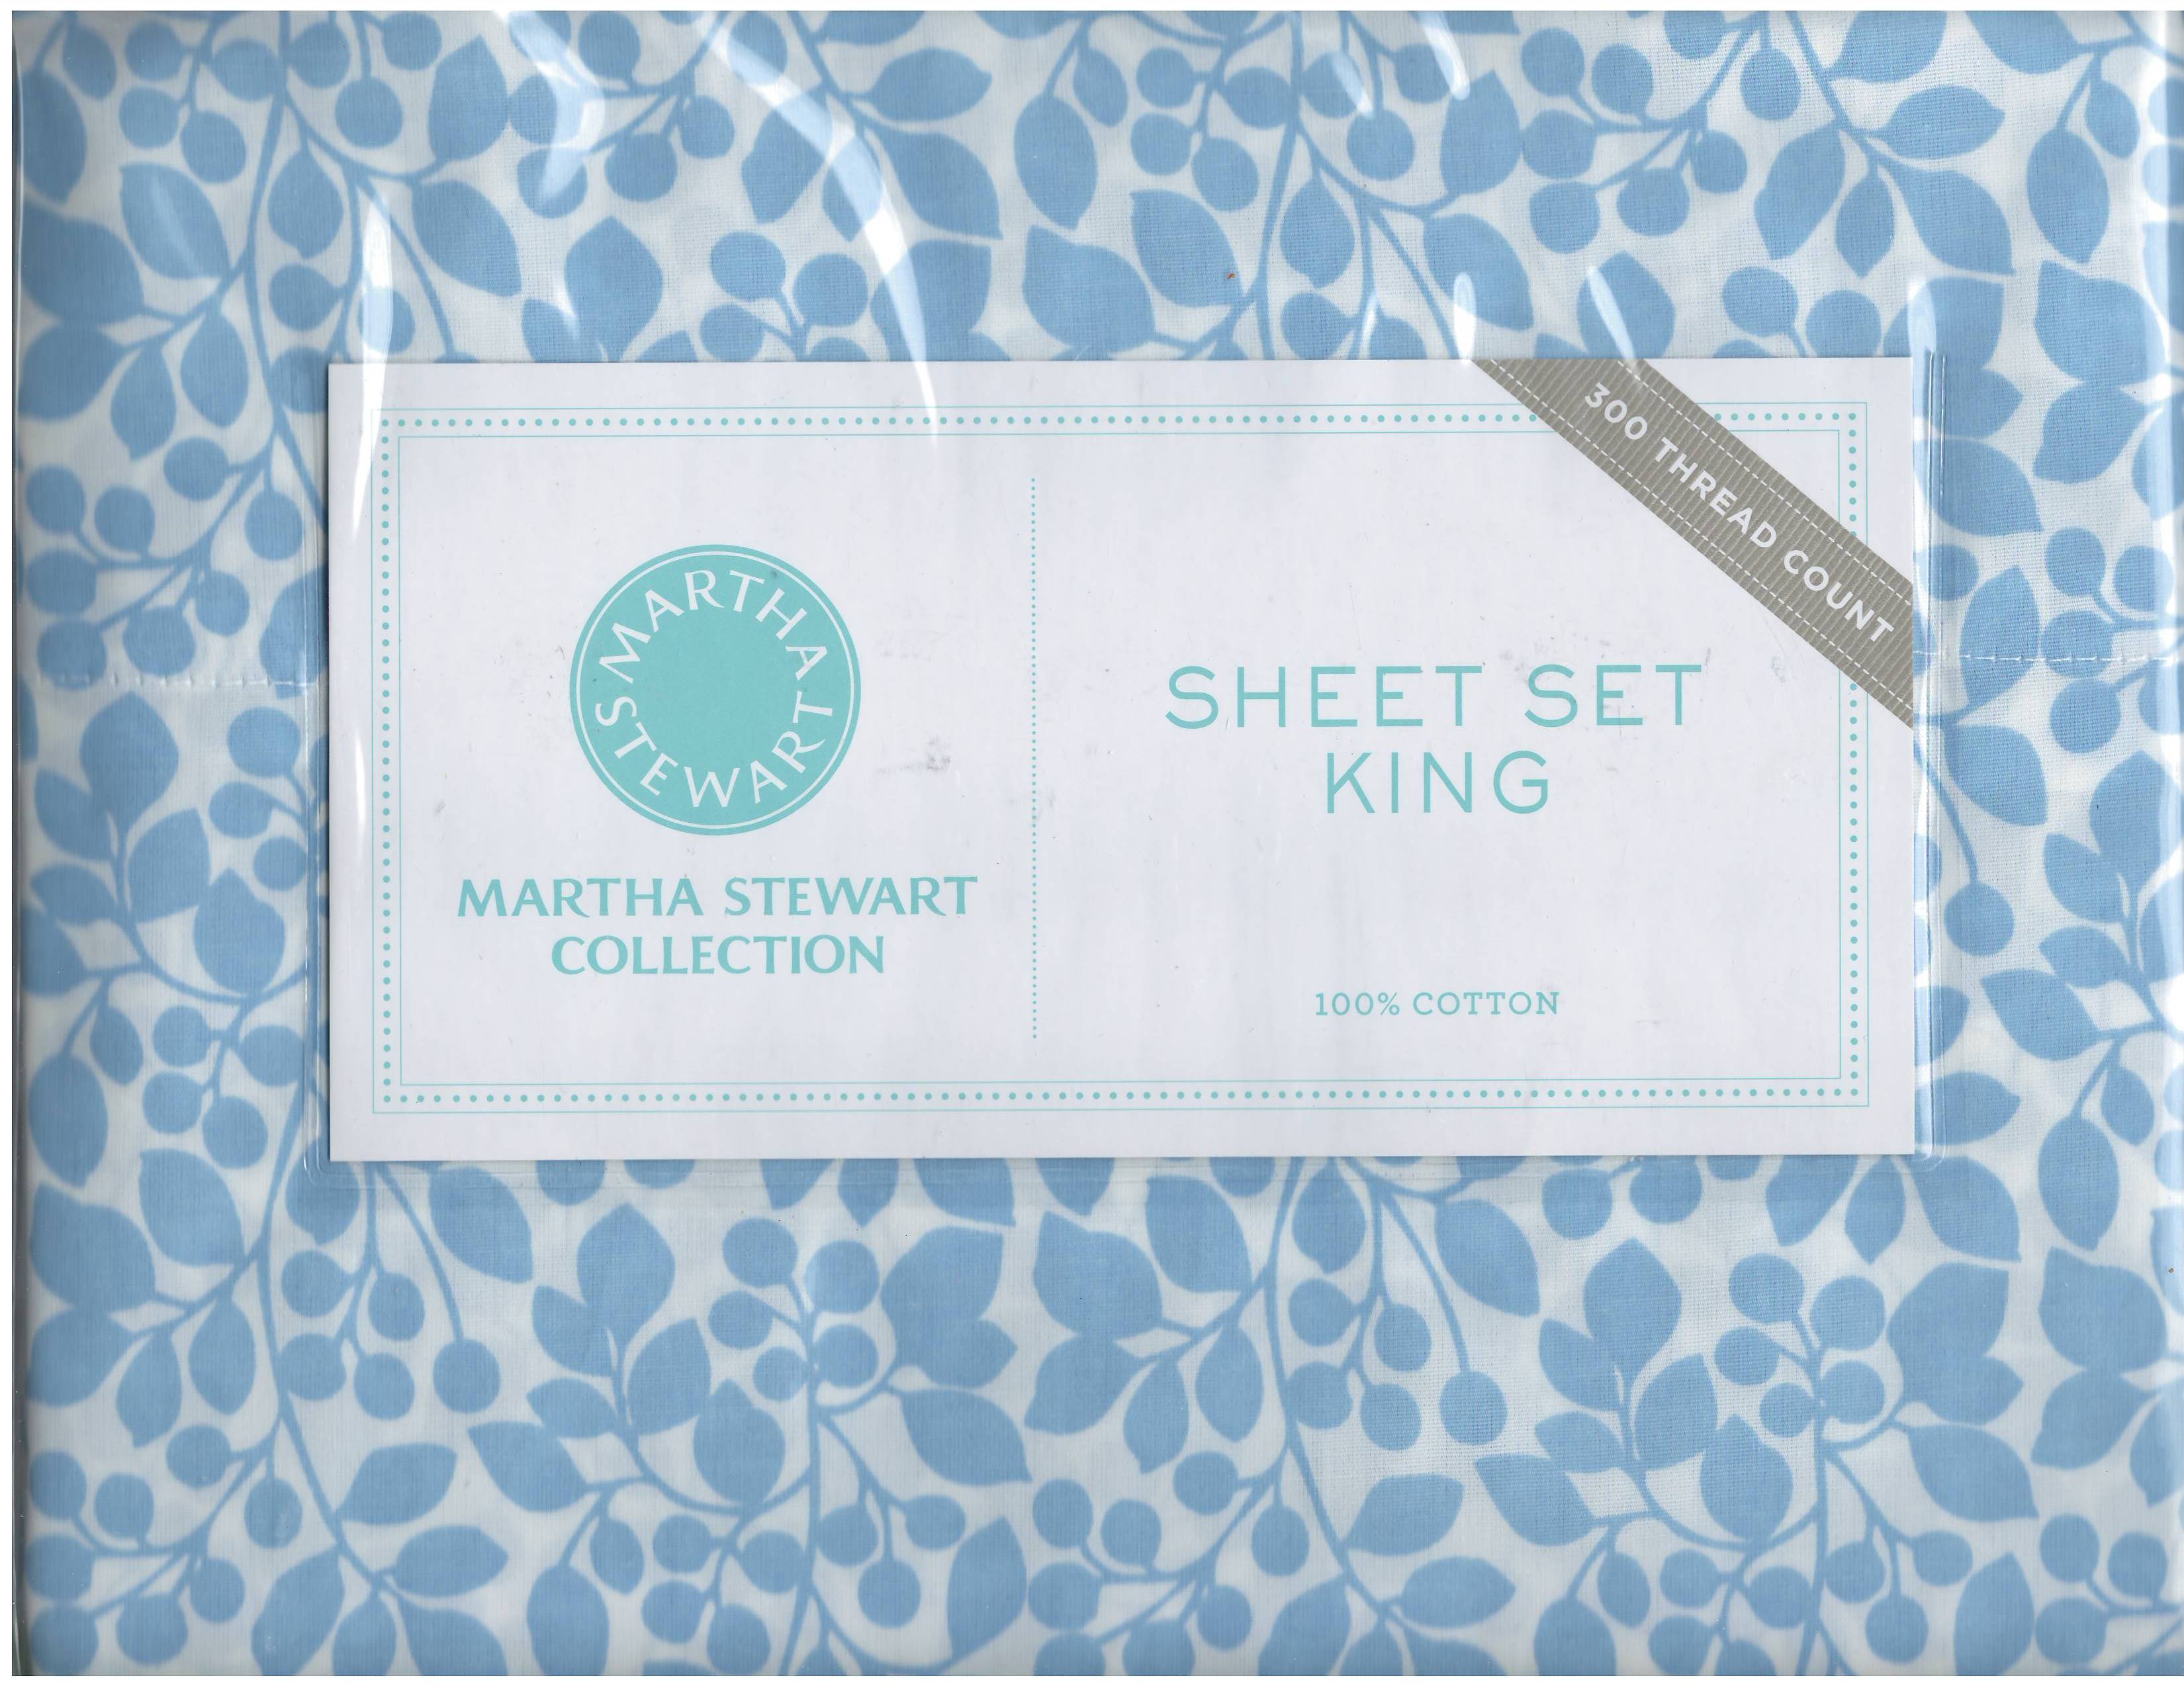 300 THREAD COUNT
MARTHA
STEWART
MARTHA STEWART
COLLECTION
SHEET SET
KING
100% COTTON